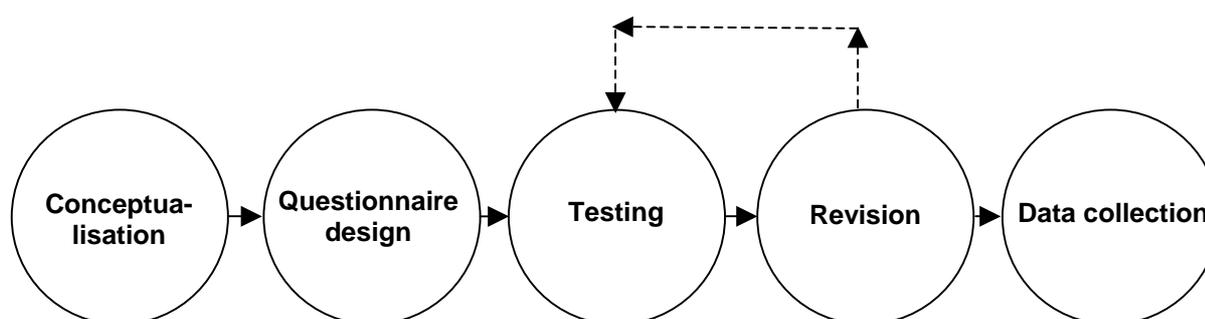 Conceptua-
lisation
Questionnaire
design
Testing
Revision
Data collection